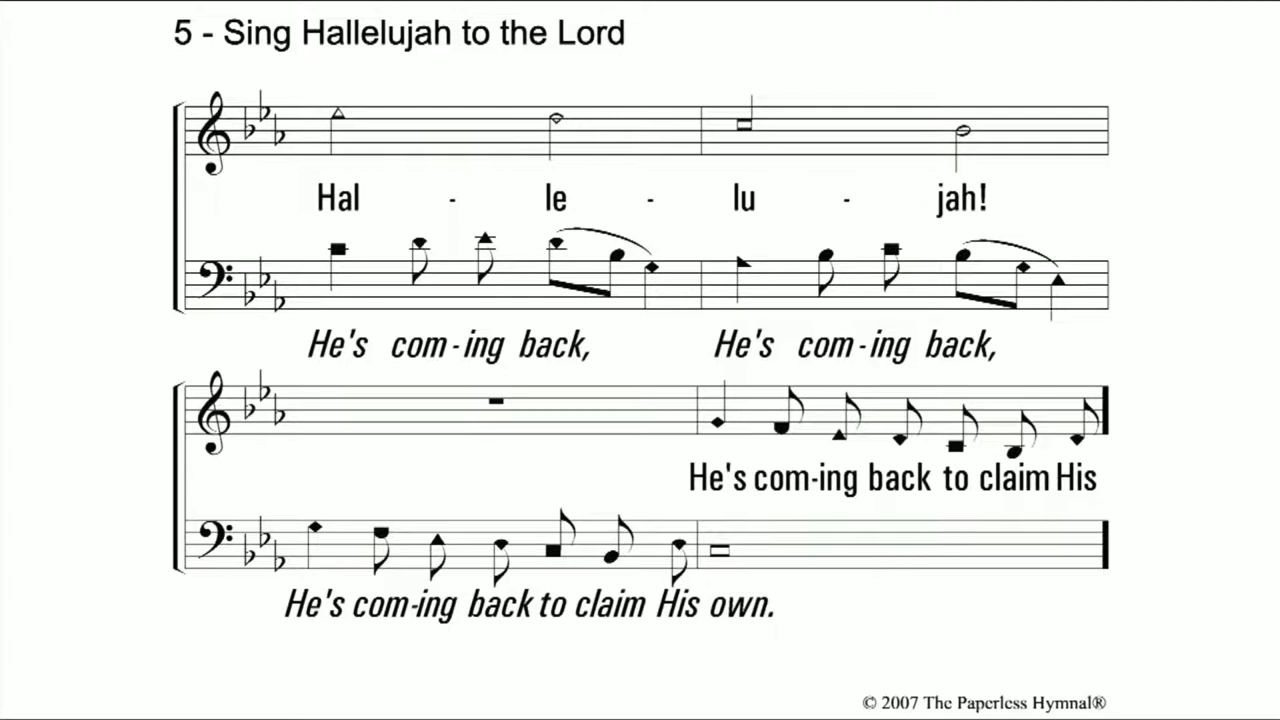 5 - Sing Hallelujah to the Lord
Hal - le - lu - jah!
He's com - ing back, He's com - ing back,
He's com-ing back to claim His
He's com-ing back to claim His own.
© 2007 The Paperless Hymnal®